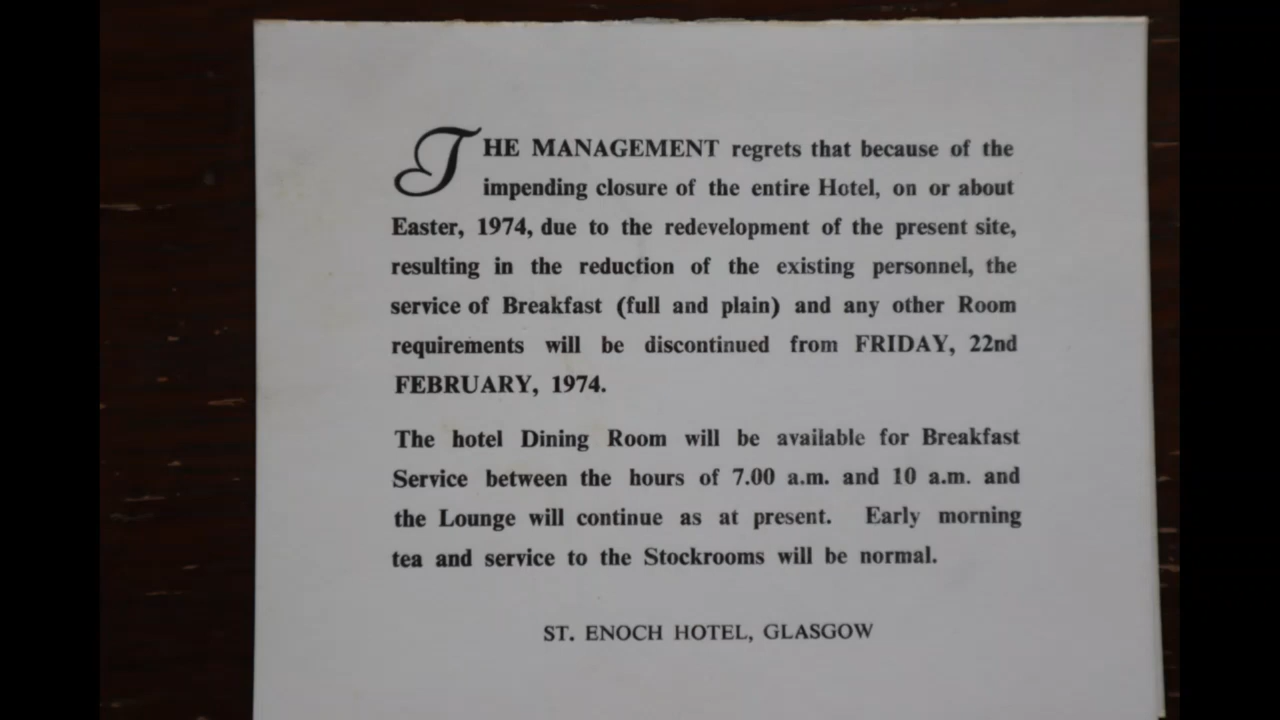 THE MANAGEMENT regrets that because of the
impending closure of the entire Hotel, on or about
Easter, 1974, due to the redevelopment of the present site,
resulting in the reduction of the existing personnel, the
service of Breakfast (full and plain) and any other Room
requirements will be discontinued from FRIDAY, 22nd
FEBRUARY, 1974.
The hotel Dining Room will be available for Breakfast
Service between the hours of 7.00 a.m. and 10 a.m. and
the Lounge will continue as at present. Early morning
tea and service to the Stockrooms will be normal.
ST. ENOCH HOTEL, GLASGOW